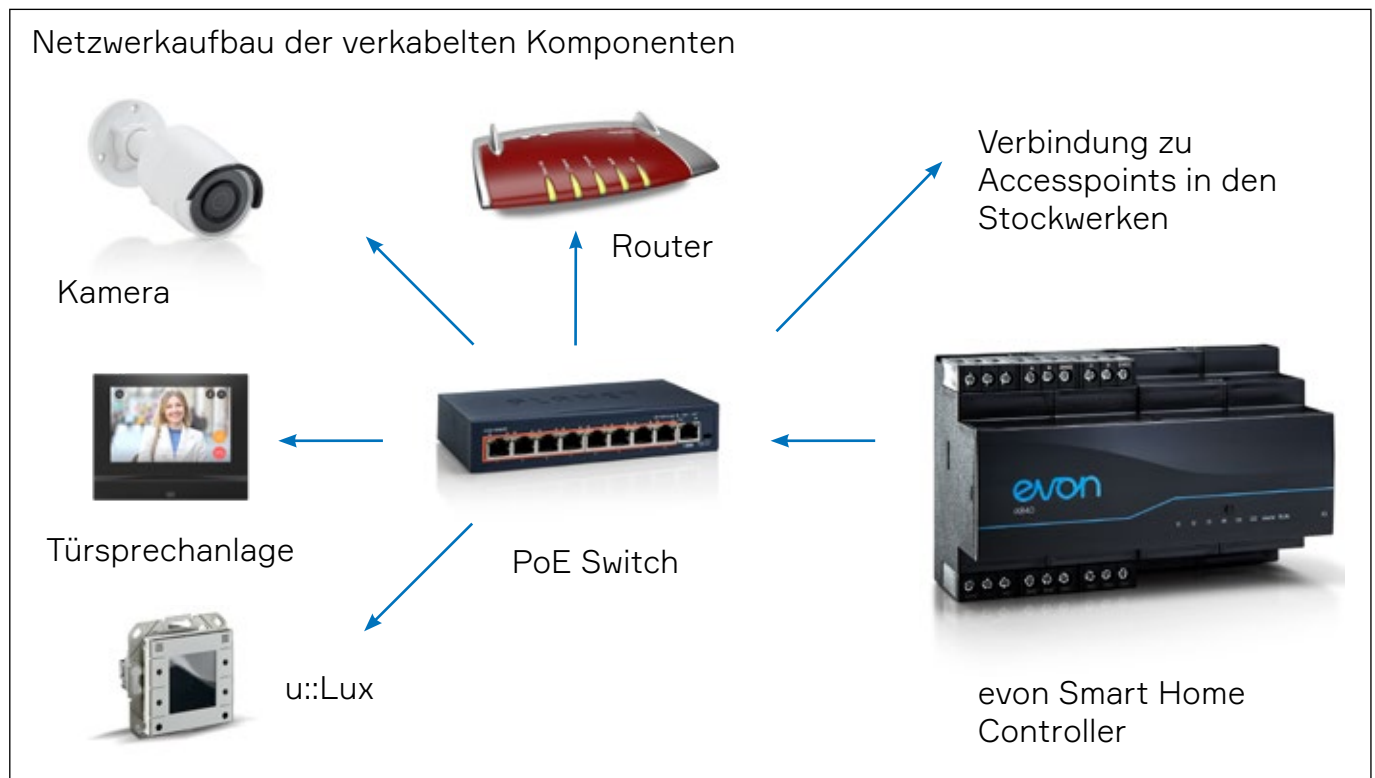 Netzwerkaufbau der verkabelten Komponenten
Verbindung zu
Accesspoints in den
Stockwerken
Router
Kamera
PLANET
evon
Türsprechanlage
PoE Switch
u::Lux
evon Smart Home
Controller